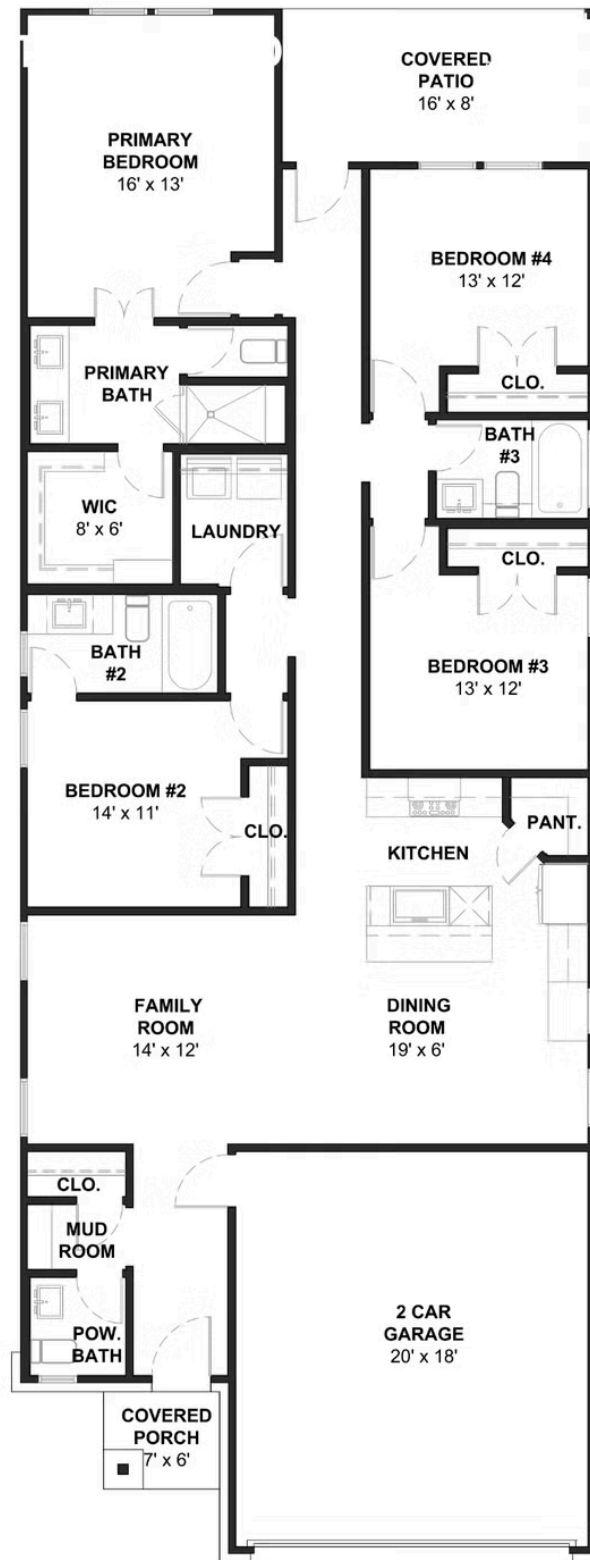 COVERED
PATIO
16' x 8'
PRIMARY
BEDROOM
16' x 13'
BEDROOM #4
13' x 12'
CLO.
PRIMARY
BATH
BATH
#3
WIC
8' x 6'
LAUNDRY
CLO.
BATH
#2
BEDROOM #3
13' x 12'
BEDROOM #2
14' x 11'
CLO.
PANT.
KITCHEN
FAMILY
ROOM
14' x 12'
DINING
ROOM
19' x 6'
CLO.
MUD
ROOM
POW.
BATH
2 CAR
GARAGE
20' x 18'
COVERED
PORCH
7' x 6'